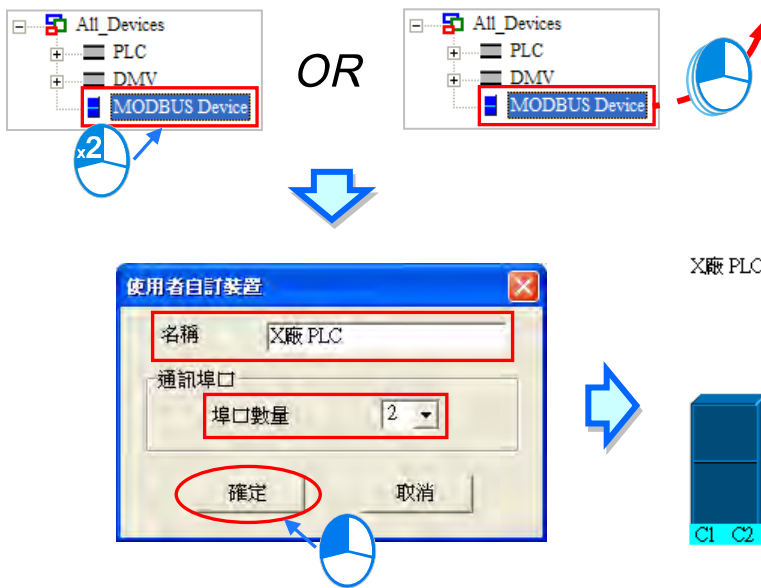 All_Devices
PLC
DMV
MODBUS Device
x2
OR
All_Devices
PLC
DMV
MODBUS Device
使用者自訂裝置
名稱 X廠 PLC
通訊埠口
埠口數量 2
確定 取消
X廠 PLC
C1 C2